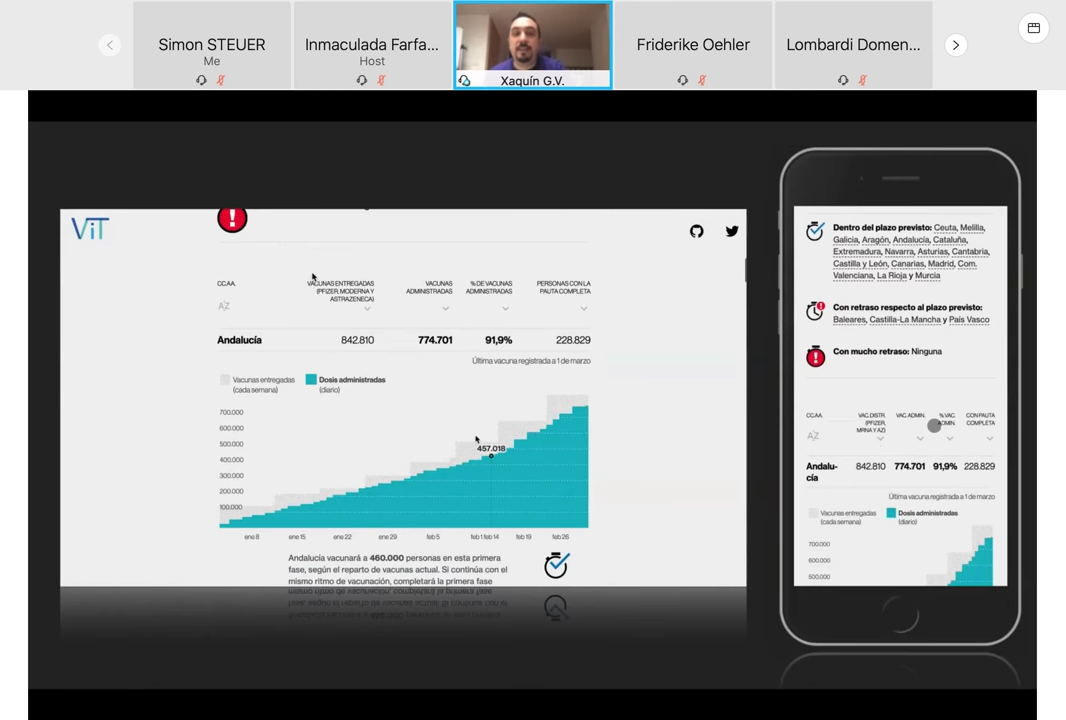 Simon STEUER
Me
Inmaculada Farfa...
Host
Xaquín G.V.
Friderike Oehler
Lombardi Domen...
ViT
CC.AA.
VACUNAS ENTREGADAS
(PFIZER, MODERNA Y
ASTRAZENECA)
VACUNAS
ADMINISTRADAS
% DE VACUNAS
ADMINISTRADAS
PERSONAS CON LA
PAUTA COMPLETA
A/Z
Andalucía 842.810 774.701 91,9% 228.829
Última vacuna registrada a 1 de marzo
Vacunas entregadas
(cada semana)
Dosis administradas
(diario)
700.000
600.000
500.000
400.000
300.000
200.000
100.000
457.018
ene 8 ene 15 ene 22 ene 29 feb 5 feb 11 feb 14 feb 19 feb 26
Andalucía vacunará a 460.000 personas en esta primera
fase, según el reparto de vacunas actual. Si continúa con el
mismo ritmo de vacunación, completará la primera fase
Dentro del plazo previsto: Ceuta, Melilla,
Galicia, Aragón, Andalucía, Cataluña,
Extremadura, Navarra, Asturias, Cantabria,
Castilla y León, Canarias, Madrid, Com.
Valenciana, La Rioja y Murcia
Con retraso respecto al plazo previsto:
Baleares, Castilla-La Mancha y País Vasco
Con mucho retraso: Ninguna
CC.AA.
VAC. DISTR.
(PFIZER,
MRNA Y AZ)
VAC. ADMIN.
% VAC.
ADMIN.
CON PAUTA
COMPLETA
A/Z
Andalu-
cía
842.810 774.701 91,9% 228.829
Última vacuna registrada a 1 de marzo
Vacunas entregadas
(cada semana)
Dosis administradas
(diario)
700.000
600.000
500.000